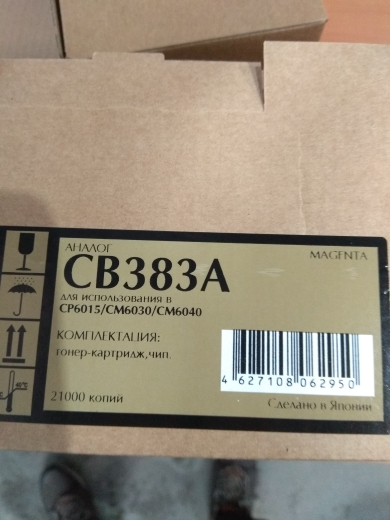 АНАЛОГ
MAGENTA
CB383A
для использования в
CP6015/CM6030/CM6040
КОМПЛЕКТАЦИЯ:
тонер-картридж,чип.
4 627108 062950
21000 копий
Сделано в Японии